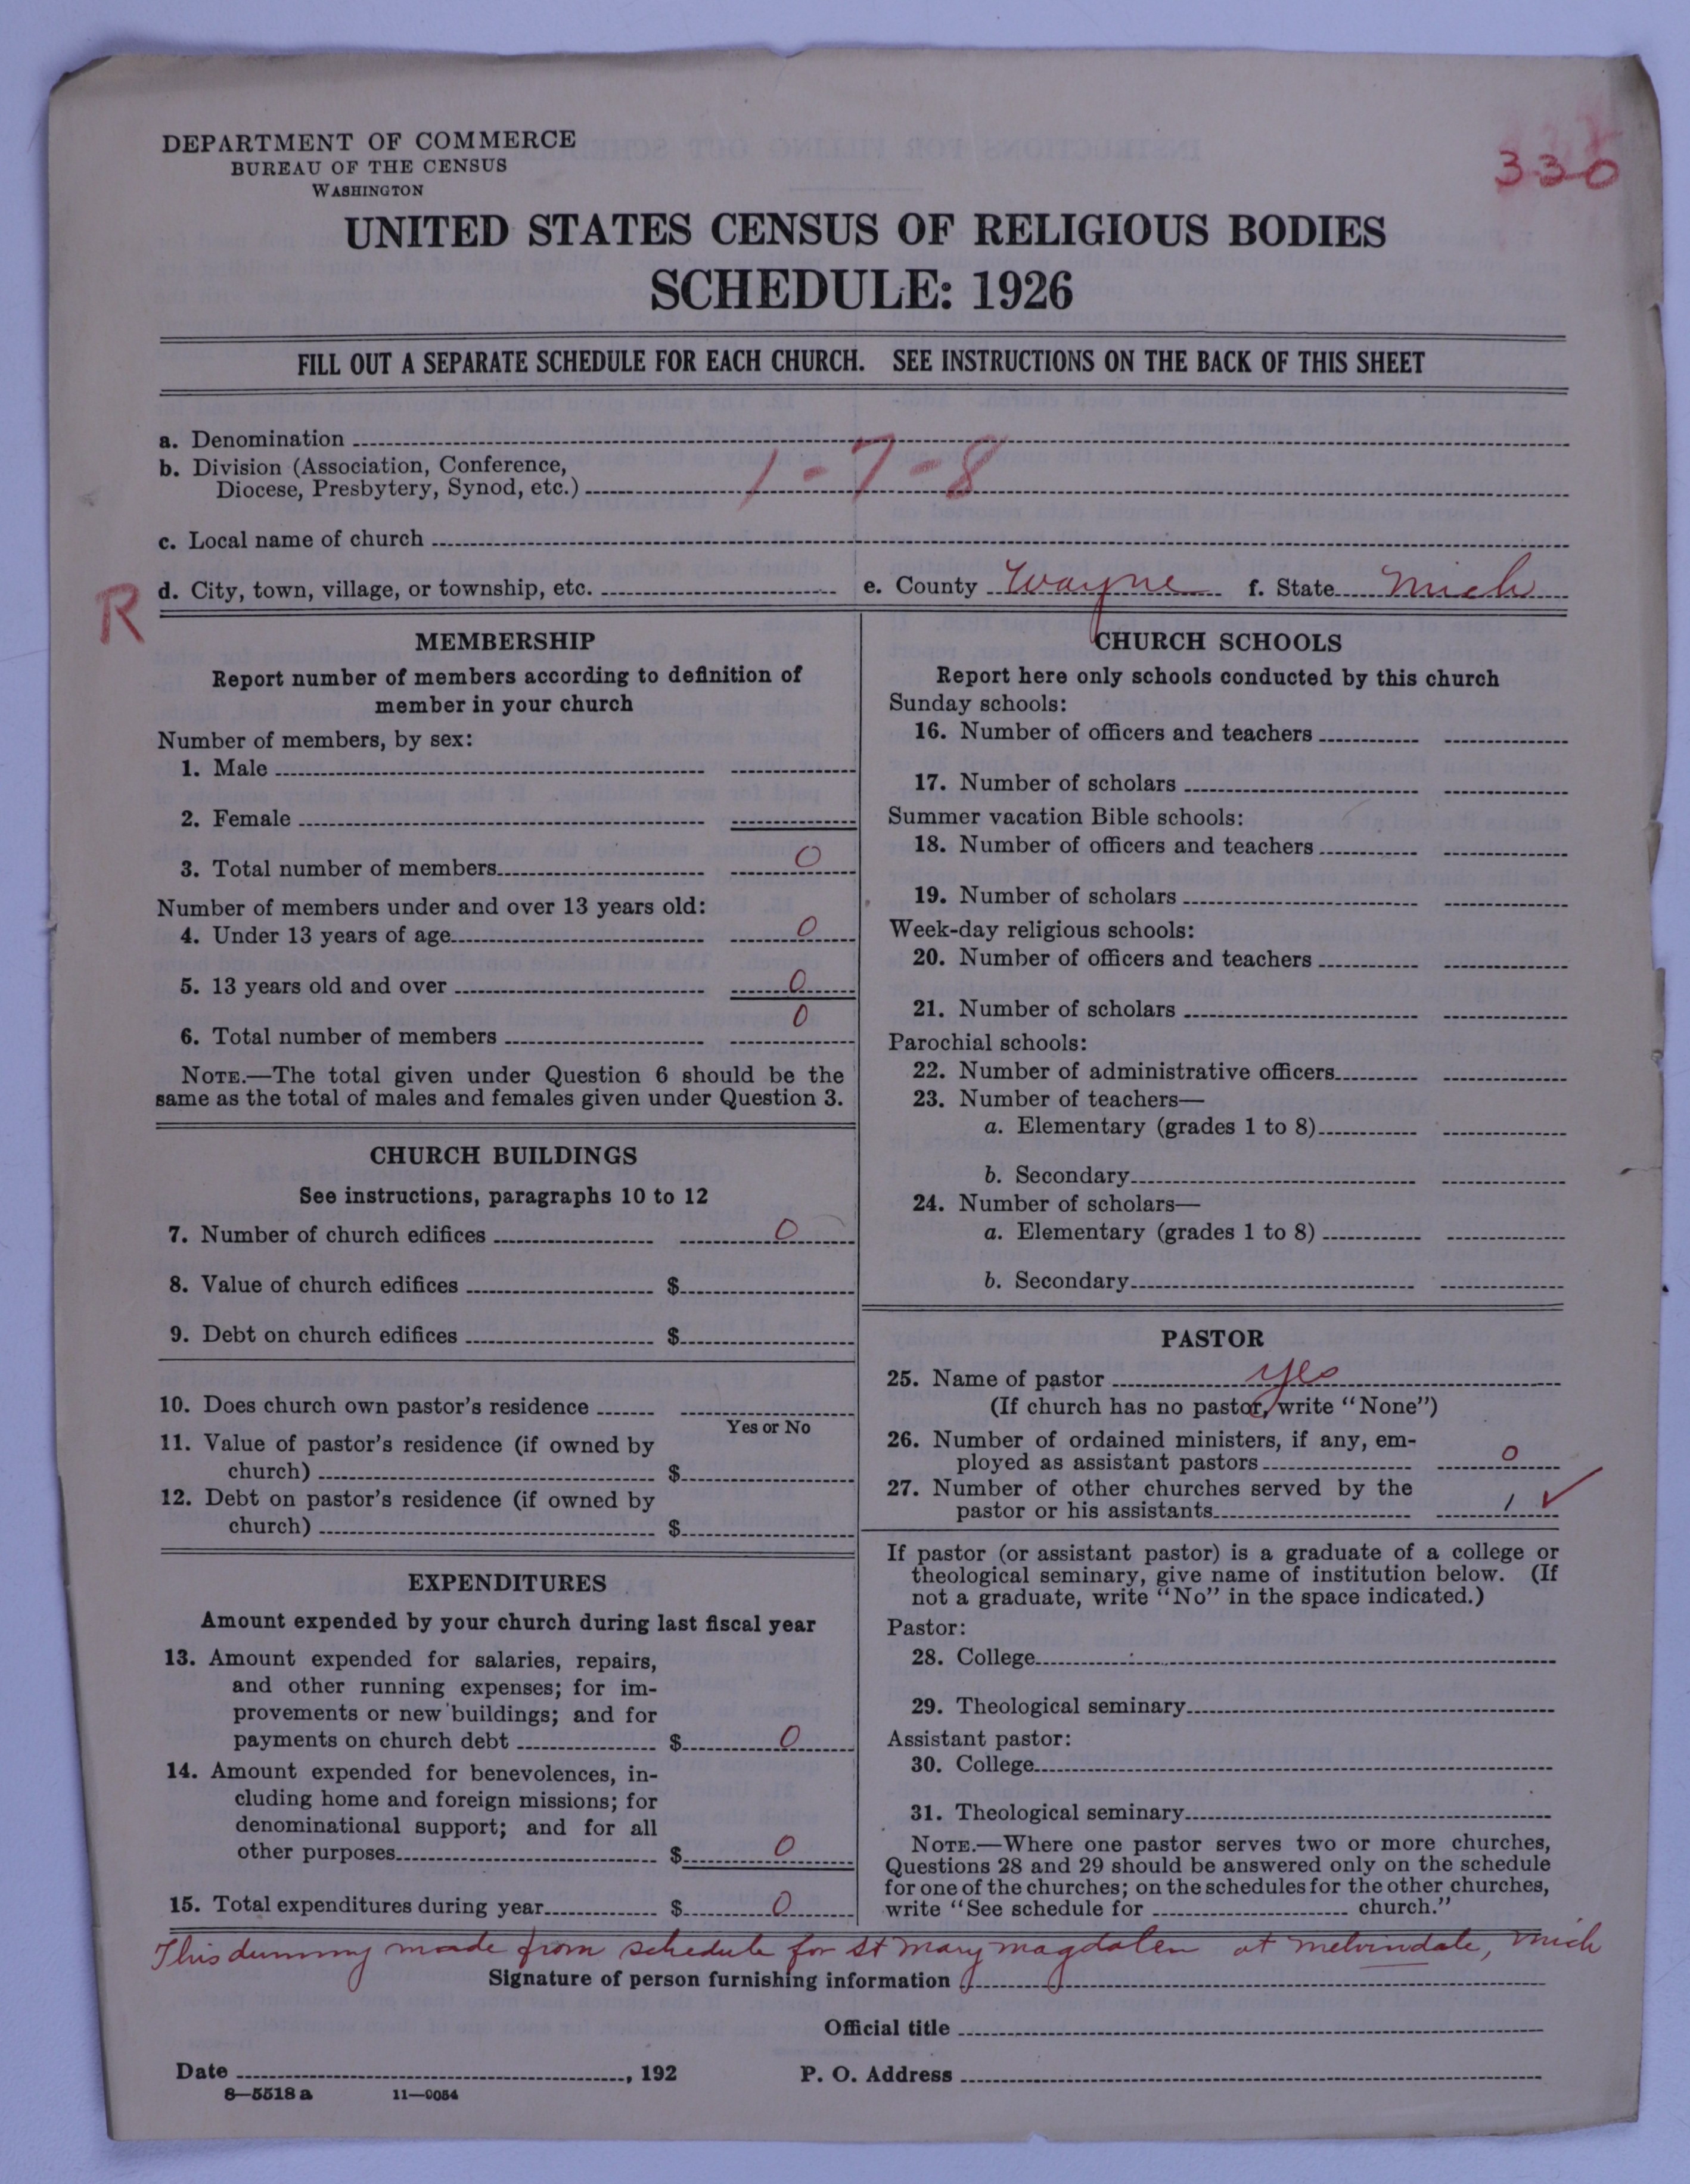 DEPARTMENT OF COMMERCE
BUREAU OF THE CENSUS
WASHINGTON
330
UNITED STATES CENSUS OF RELIGIOUS BODIES
SCHEDULE: 1926
FILL OUT A SEPARATE SCHEDULE FOR EACH CHURCH. SEE INSTRUCTIONS ON THE BACK OF THIS SHEET
a. Denomination
b. Division (Association, Conference,
Diocese, Presbytery, Synod, etc.) 1-7-8
c. Local name of church
R d. City, town, village, or township, etc. e. County Wayne f. State Mich
MEMBERSHIP
Report number of members according to definition of
member in your church
Number of members, by sex:
1. Male
2. Female
3. Total number of members 0
Number of members under and over 13 years old:
4. Under 13 years of age 0
5. 13 years old and over 0
6. Total number of members 0
NOTE.—The total given under Question 6 should be the
same as the total of males and females given under Question 3.
CHURCH BUILDINGS
See instructions, paragraphs 10 to 12
7. Number of church edifices 0
8. Value of church edifices $
9. Debt on church edifices $
10. Does church own pastor's residence
Yes or No
11. Value of pastor's residence (if owned by
church) $
12. Debt on pastor's residence (if owned by
church) $
EXPENDITURES
Amount expended by your church during last fiscal year
13. Amount expended for salaries, repairs,
and other running expenses; for im-
provements or new buildings; and for
payments on church debt $ 0
14. Amount expended for benevolences, in-
cluding home and foreign missions; for
denominational support; and for all
other purposes $ 0
15. Total expenditures during year $ 0
CHURCH SCHOOLS
Report here only schools conducted by this church
Sunday schools:
16. Number of officers and teachers
17. Number of scholars
Summer vacation Bible schools:
18. Number of officers and teachers
19. Number of scholars
Week-day religious schools:
20. Number of officers and teachers
21. Number of scholars
Parochial schools:
22. Number of administrative officers
23. Number of teachers—
a. Elementary (grades 1 to 8)
b. Secondary
24. Number of scholars—
a. Elementary (grades 1 to 8)
b. Secondary
PASTOR
25. Name of pastor yes
(If church has no pastor, write "None")
26. Number of ordained ministers, if any, em-
ployed as assistant pastors 0
27. Number of other churches served by the
pastor or his assistants 1 ✓
If pastor (or assistant pastor) is a graduate of a college or
theological seminary, give name of institution below. (If
not a graduate, write "No" in the space indicated.)
Pastor:
28. College
29. Theological seminary
Assistant pastor:
30. College
31. Theological seminary
NOTE.—Where one pastor serves two or more churches,
Questions 28 and 29 should be answered only on the schedule
for one of the churches; on the schedules for the other churches,
write "See schedule for church."
This dummy made from schedule for St Mary Magdalen at Melvindale, Mich
Signature of person furnishing information
Official title
Date , 192 P. O. Address
8—5518 a 11—9054